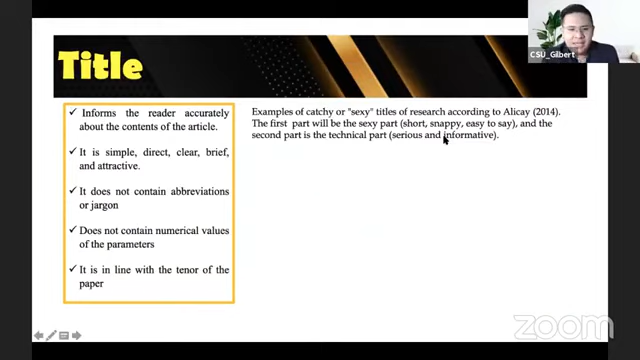 CSU_Gilbert
Title
✓ Informs the reader accurately
about the contents of the article.
✓ It is simple, direct, clear, brief,
and attractive.
✓ It does not contain abbreviations
or jargon
✓ Does not contain numerical values
of the parameters
✓ It is in line with the tenor of the
paper
Examples of catchy or "sexy" titles of research according to Alicay (2014).
The first part will be the sexy part (short, snappy, easy to say), and the
second part is the technical part (serious and informative).
zoom